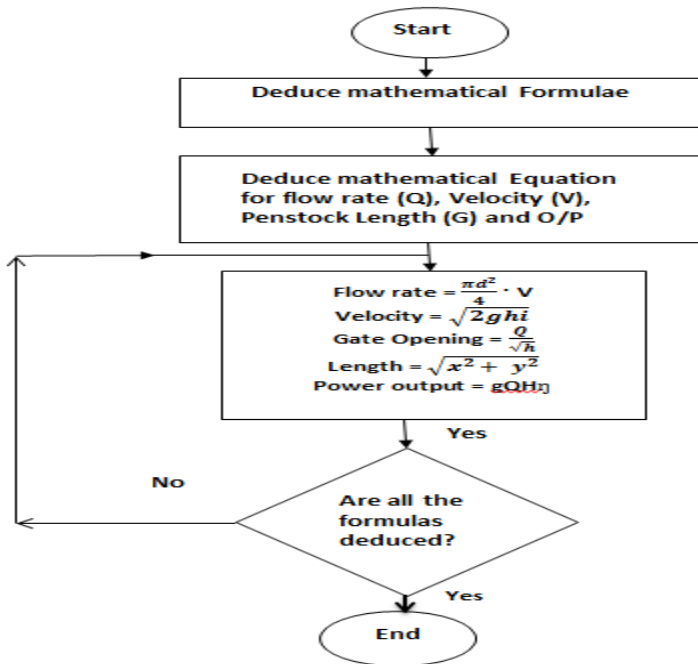 Start
Deduce mathematical Formulae
Deduce mathematical Equation
for flow rate (Q), Velocity (V),
Penstock Length (G) and O/P
Flow rate = πd²/4 · V
Velocity = √2ghi
Gate Opening = Q/√h
Length = √x² + y²
Power output = gQHŋ
Yes
No
Are all the
formulas
deduced?
Yes
End